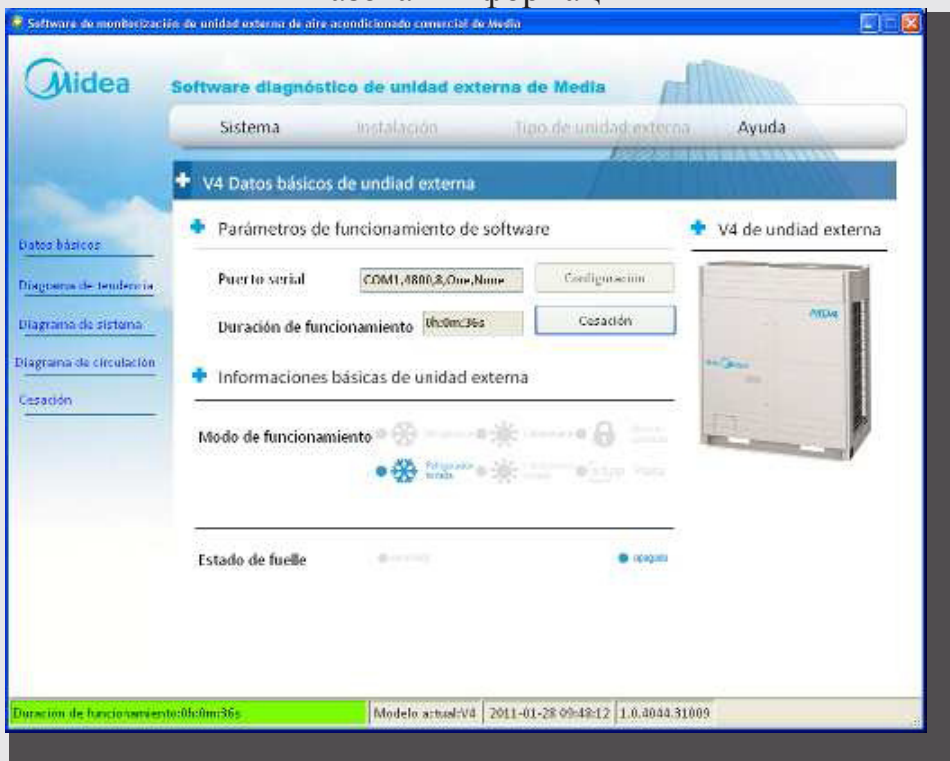 Software de monitorización de unidad externa de aire acondicionado comercial de Media
Midea
Software diagnóstico de unidad externa de Media
Sistema
instalación
Tipo de unidad externa
Ayuda
V4 Datos básicos de undiad externa
Parámetros de funcionamiento de software
V4 de undiad externa
Datos básicos
Diagrama de tendencia
Diagrama de sistema
Diagrama de circulación
Cesación
Puerto serial
COM1,4800,8,One,None
Configuración
Duración de funcionamiento
0h:0m:36s
Cesación
Informaciones básicas de unidad externa
Modo de funcionamiento
Estado de fuelle
apagado
Duración de funcionamiento:0h:0m:36s
Modelo actual:V4
2011-01-28 09:48:12
1.0.4044.31009